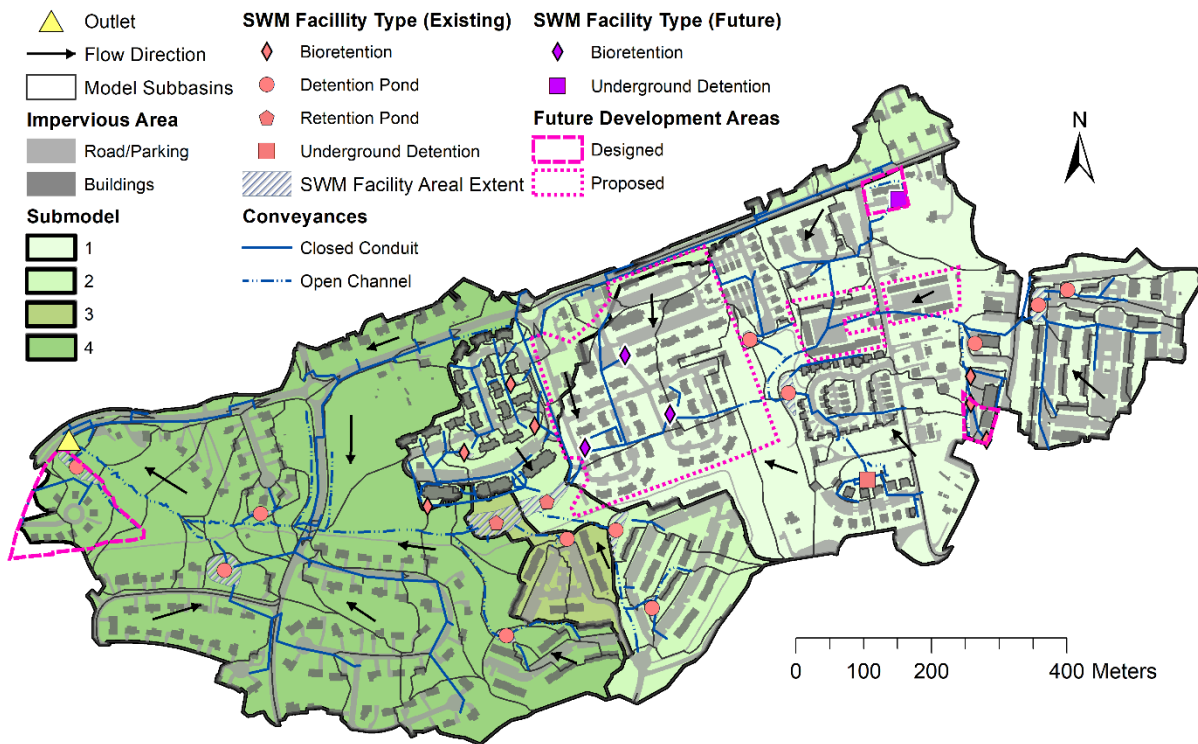 Outlet
Flow Direction
Model Subbasins
Impervious Area
Road/Parking
Buildings
Submodel
1
2
3
4
SWM Facillity Type (Existing)
Bioretention
Detention Pond
Retention Pond
Underground Detention
SWM Facility Areal Extent
Conveyances
Closed Conduit
Open Channel
SWM Facility Type (Future)
Bioretention
Underground Detention
Future Development Areas
Designed
Proposed
N
0 100 200 400 Meters